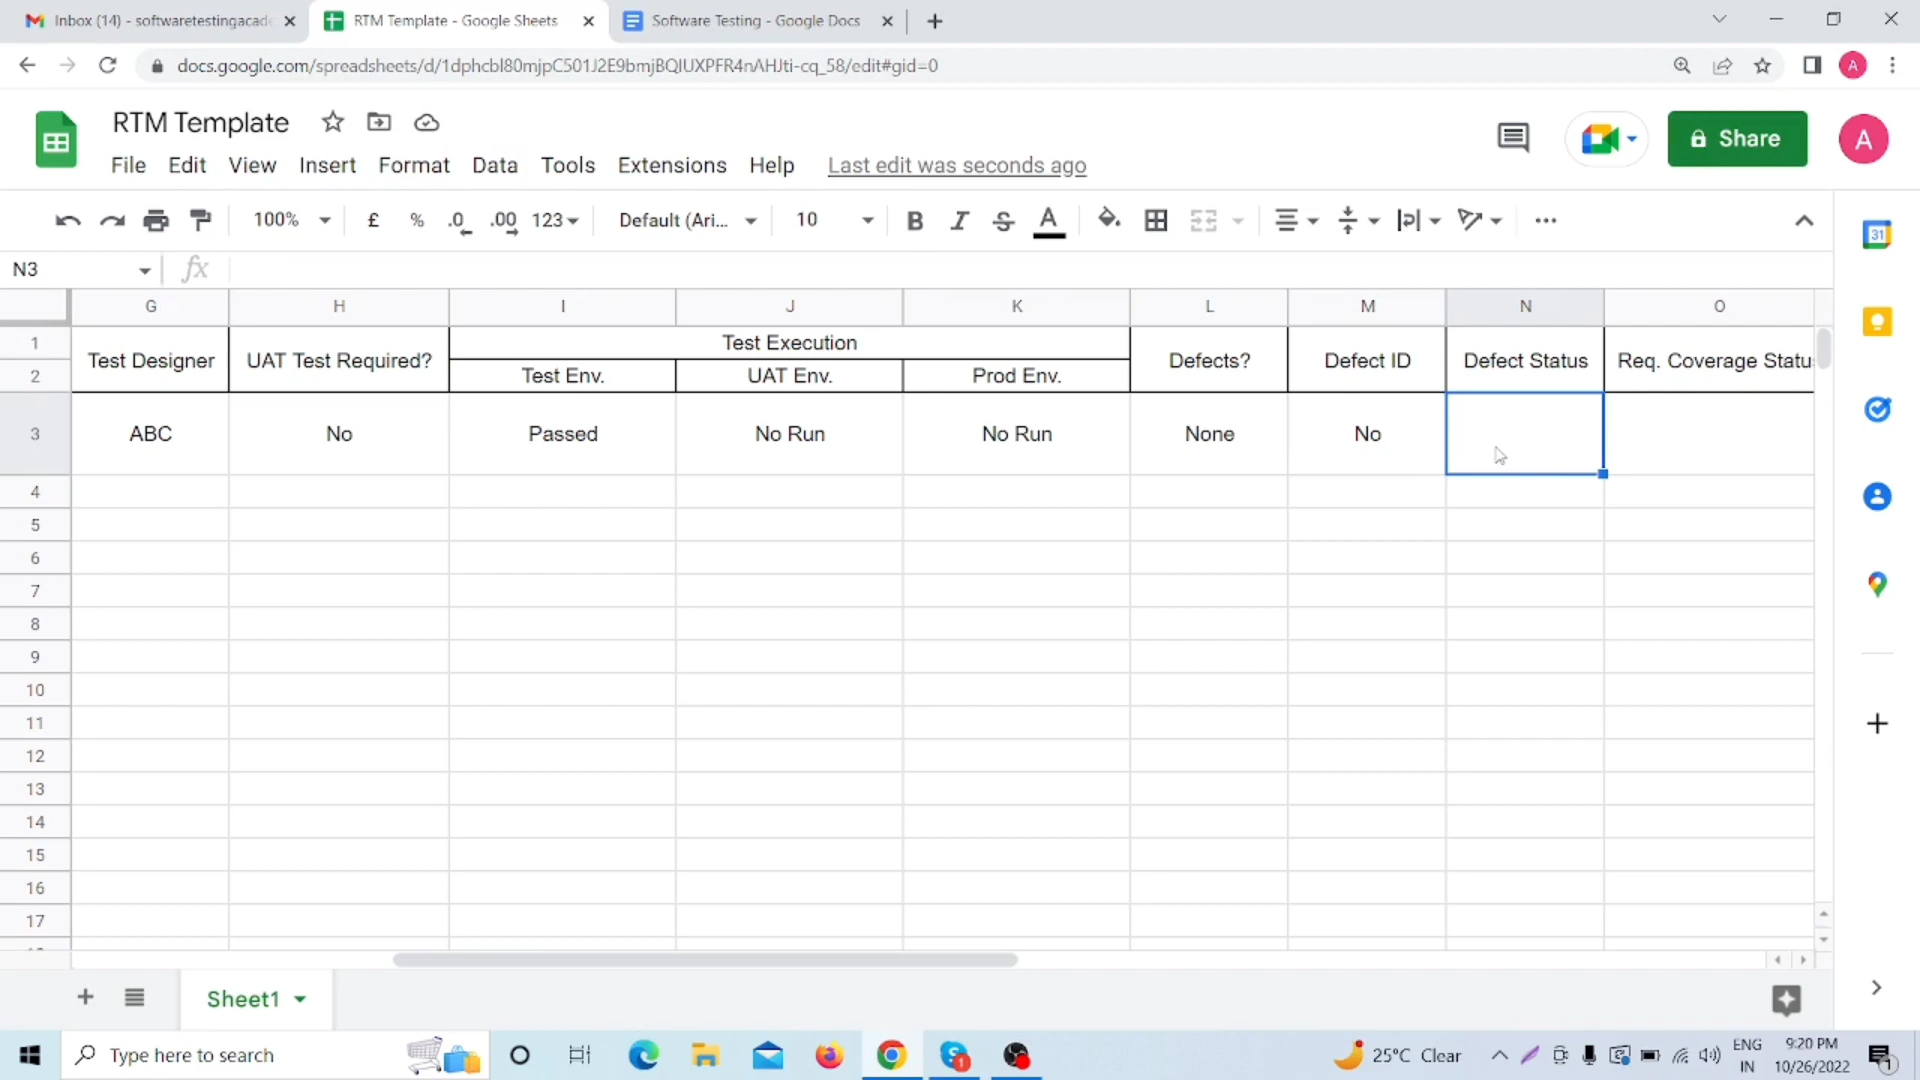 Inbox (14) - softwaretestingacade
RTM Template - Google Sheets
Software Testing - Google Docs
docs.google.com/spreadsheets/d/1dphcbl80mjpC501J2E9bmjBQIUXPFR4nAHJti-cq_58/edit#gid=0
A
RTM Template
File Edit View Insert Format Data Tools Extensions Help Last edit was seconds ago
Share
A
100% £ % .0 .00 123 Default (Ari... 10 B I S A
31
N3 fx
G H I J K L M N O
1 2 Test Designer UAT Test Required? Test Execution Defects? Defect ID Defect Status Req. Coverage Statu
Test Env. UAT Env. Prod Env.
3 ABC No Passed No Run No Run None No
4
5
6
7
8
9
10
11
12
13
14
15
16
17
Sheet1
Type here to search
25°C Clear
ENG
IN
9:20 PM
10/26/2022
1